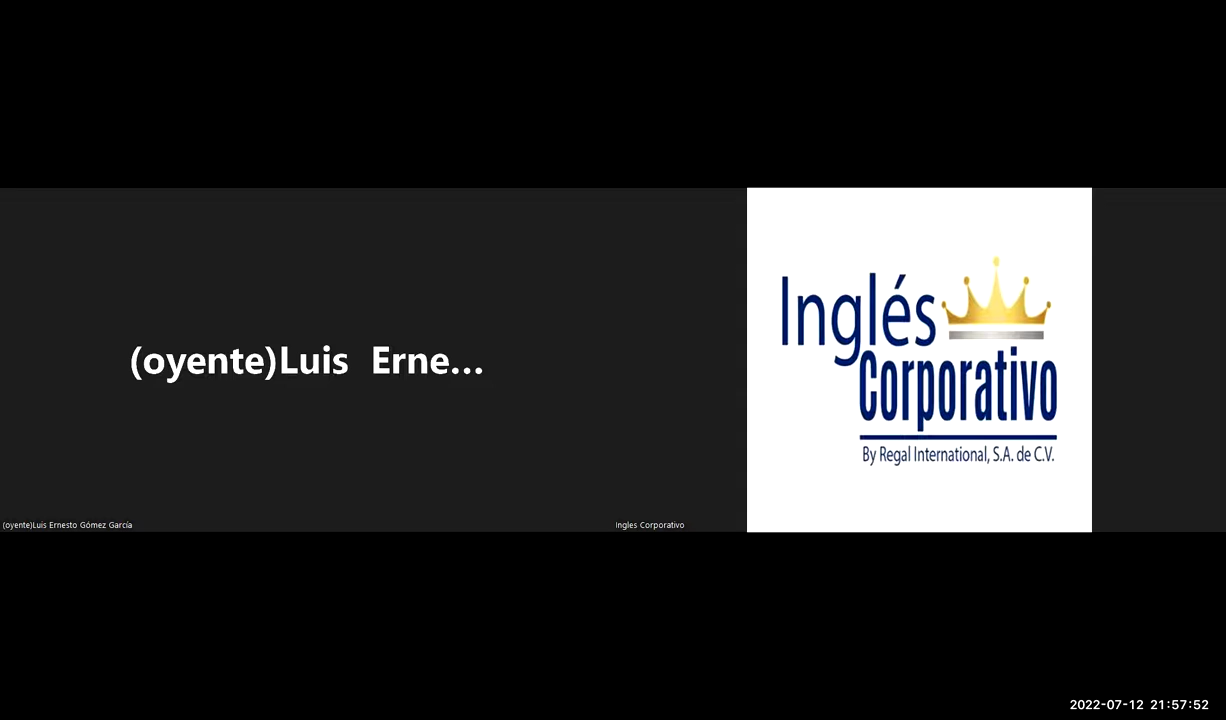 (oyente)Luis Erne...
Inglés
Corporativo
By Regal International, S.A. de C.V.
(oyente)Luis Ernesto Gómez García
Ingles Corporativo
2022-07-12 21:57:52